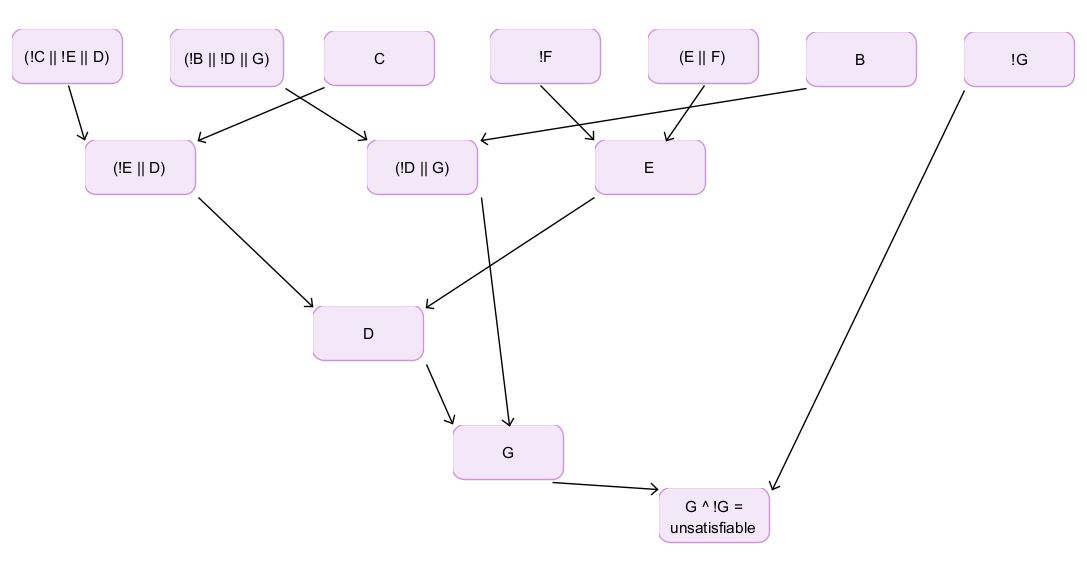 (!C || !E || D)
(!B || !D || G)
C
!F
(E || F)
B
!G
(!E || D)
(!D || G)
E
D
G
G ^ !G =
unsatisfiable